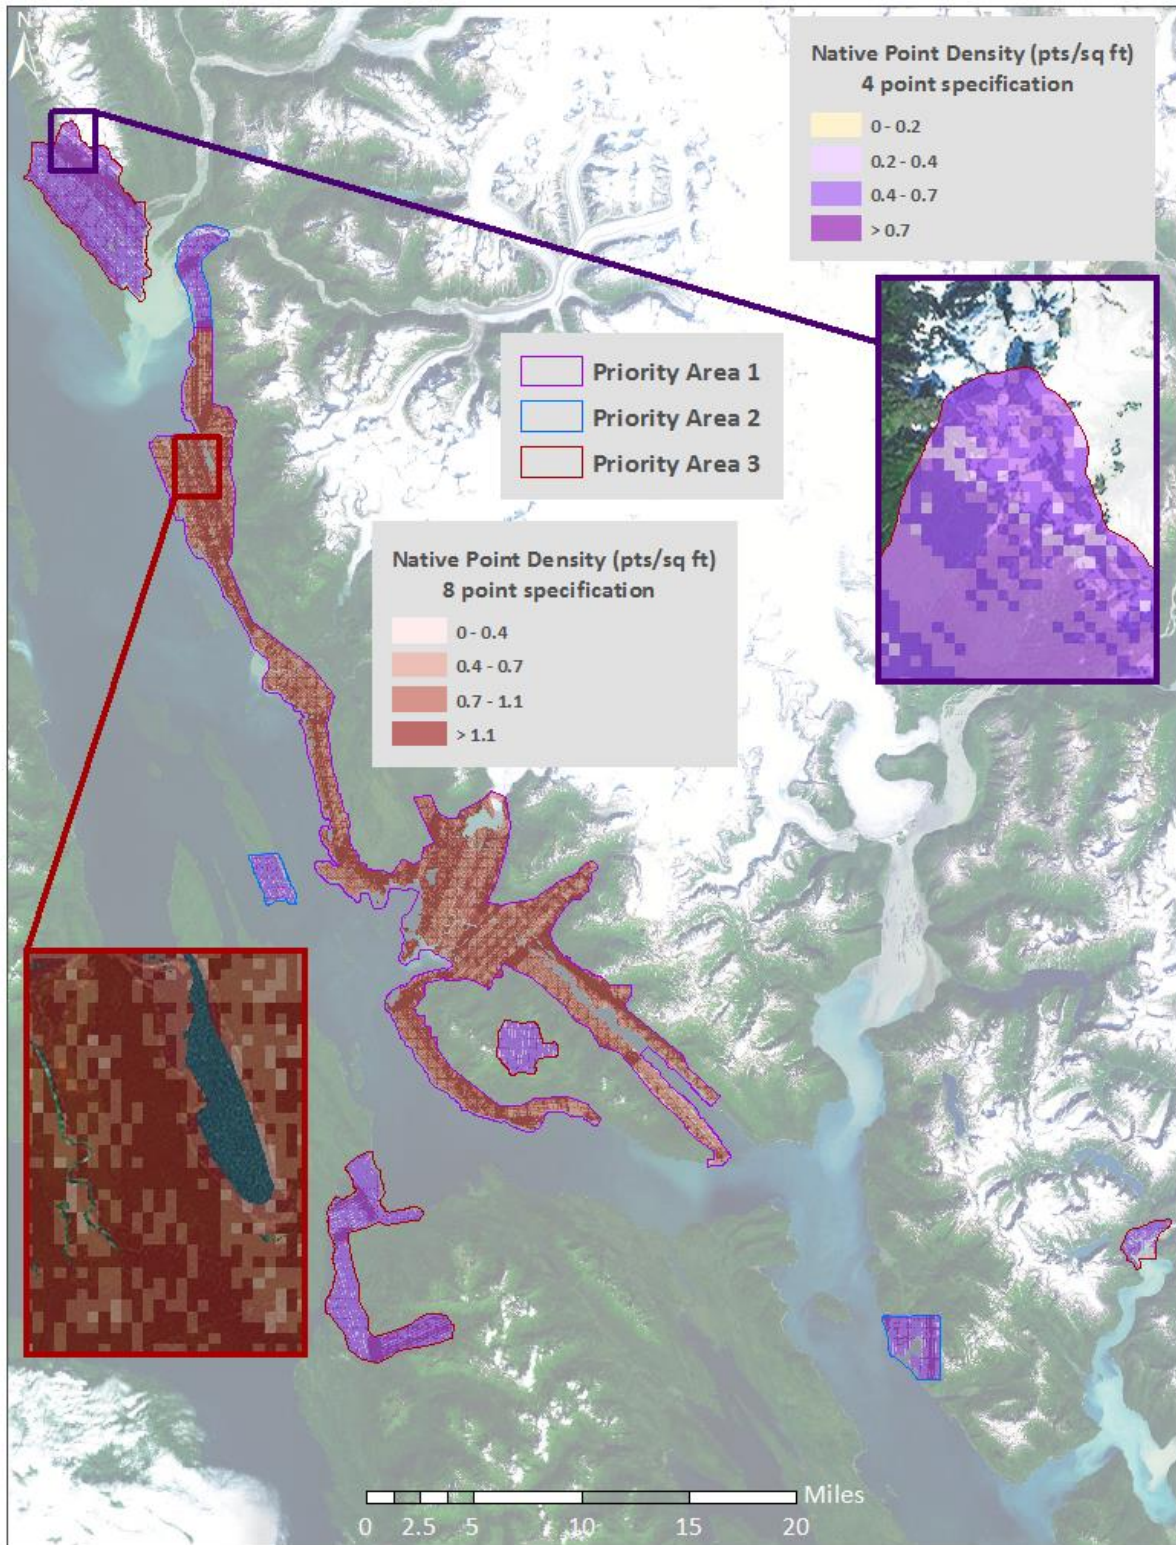 N
Native Point Density (pts/sq ft)
4 point specification
0 - 0.2
0.2 - 0.4
0.4 - 0.7
> 0.7
Priority Area 1
Priority Area 2
Priority Area 3
Native Point Density (pts/sq ft)
8 point specification
0 - 0.4
0.4 - 0.7
0.7 - 1.1
> 1.1
Miles
0 2.5 5 10 15 20